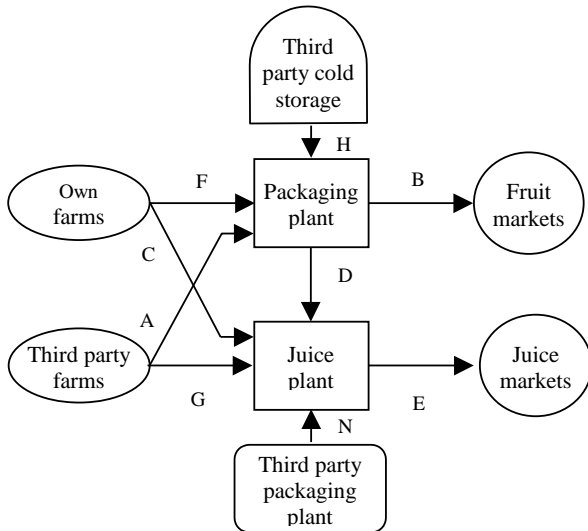 Third
party cold
storage
H
Own
farms
F
Packaging
plant
B
Fruit
markets
C
D
A
Third party
farms
Juice
plant
Juice
markets
G
E
N
Third party
packaging
plant